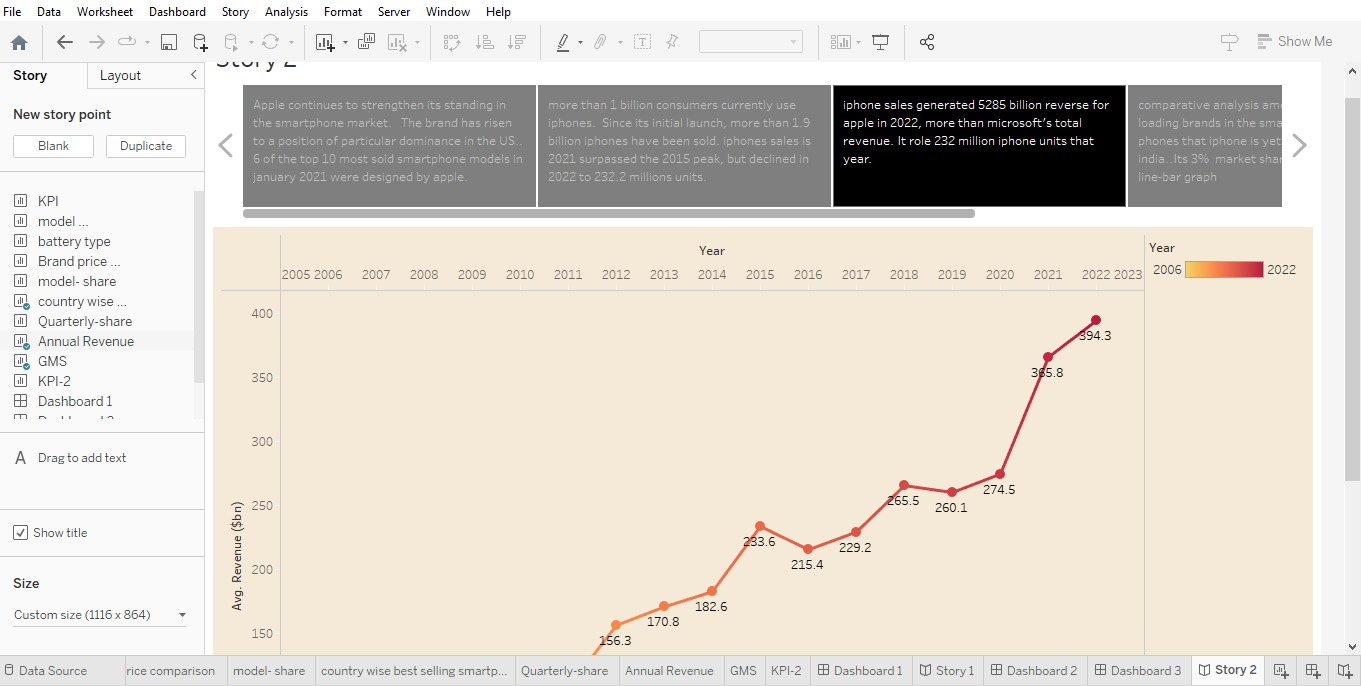 File Data Worksheet Dashboard Story Analysis Format Server Window Help
Show Me
Story Layout
New story point
Blank Duplicate
KPI
model ...
battery type
Brand price ...
model- share
country wise ...
Quarterly-share
Annual Revenue
GMS
KPI-2
Dashboard 1
Drag to add text
Show title
Size
Custom size (1116 x 864)
Story 2
Apple continues to strengthen its standing in
the smartphone market. The brand has risen
to a position of particular dominance in the US..
6 of the top 10 most sold smartphone models in
january 2021 were designed by apple.
more than 1 billion consumers currently use
iphones. Since its initial launch, more than 1.9
billion iphones have been sold. iphones sales is
2021 surpassed the 2015 peak, but declined in
2022 to 232.2 millions units.
iphone sales generated 5285 billion reverse for
apple in 2022, more than microsoft's total
revenue. It role 232 million iphone units that
year.
comparative analysis am
loading brands in the sma
phones that iphone is yet
india..Its 3% market shar
line-bar graph
Year
2005 2006 2007 2008 2009 2010 2011 2012 2013 2014 2015 2016 2017 2018 2019 2020 2021 2022 2023
Year
2006 2022
400
350
300
250
200
150
Avg. Revenue ($bn)
394.3
365.8
274.5
260.1
265.5
229.2
215.4
233.6
182.6
170.8
156.3
Data Source rice comparison model- share country wise best selling smartp... Quarterly-share Annual Revenue GMS KPI-2 Dashboard 1 Story 1 Dashboard 2 Dashboard 3 Story 2